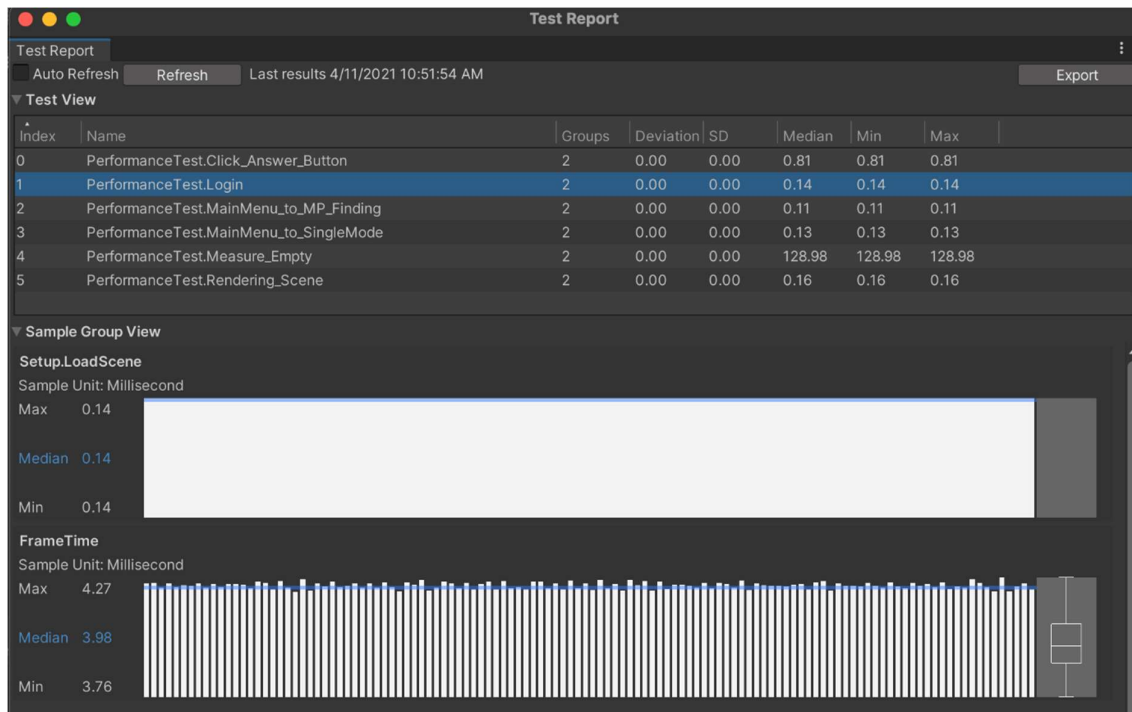 Test Report
Test Report
Auto Refresh Refresh Last results 4/11/2021 10:51:54 AM Export
Test View
Index Name Groups Deviation SD Median Min Max
0 PerformanceTest.Click_Answer_Button 2 0.00 0.00 0.81 0.81 0.81
1 PerformanceTest.Login 2 0.00 0.00 0.14 0.14 0.14
2 PerformanceTest.MainMenu_to_MP_Finding 2 0.00 0.00 0.11 0.11 0.11
3 PerformanceTest.MainMenu_to_SingleMode 2 0.00 0.00 0.13 0.13 0.13
4 PerformanceTest.Measure_Empty 2 0.00 0.00 128.98 128.98 128.98
5 PerformanceTest.Rendering_Scene 2 0.00 0.00 0.16 0.16 0.16
Sample Group View
Setup.LoadScene
Sample Unit: Millisecond
Max 0.14
Median 0.14
Min 0.14
FrameTime
Sample Unit: Millisecond
Max 4.27
Median 3.98
Min 3.76